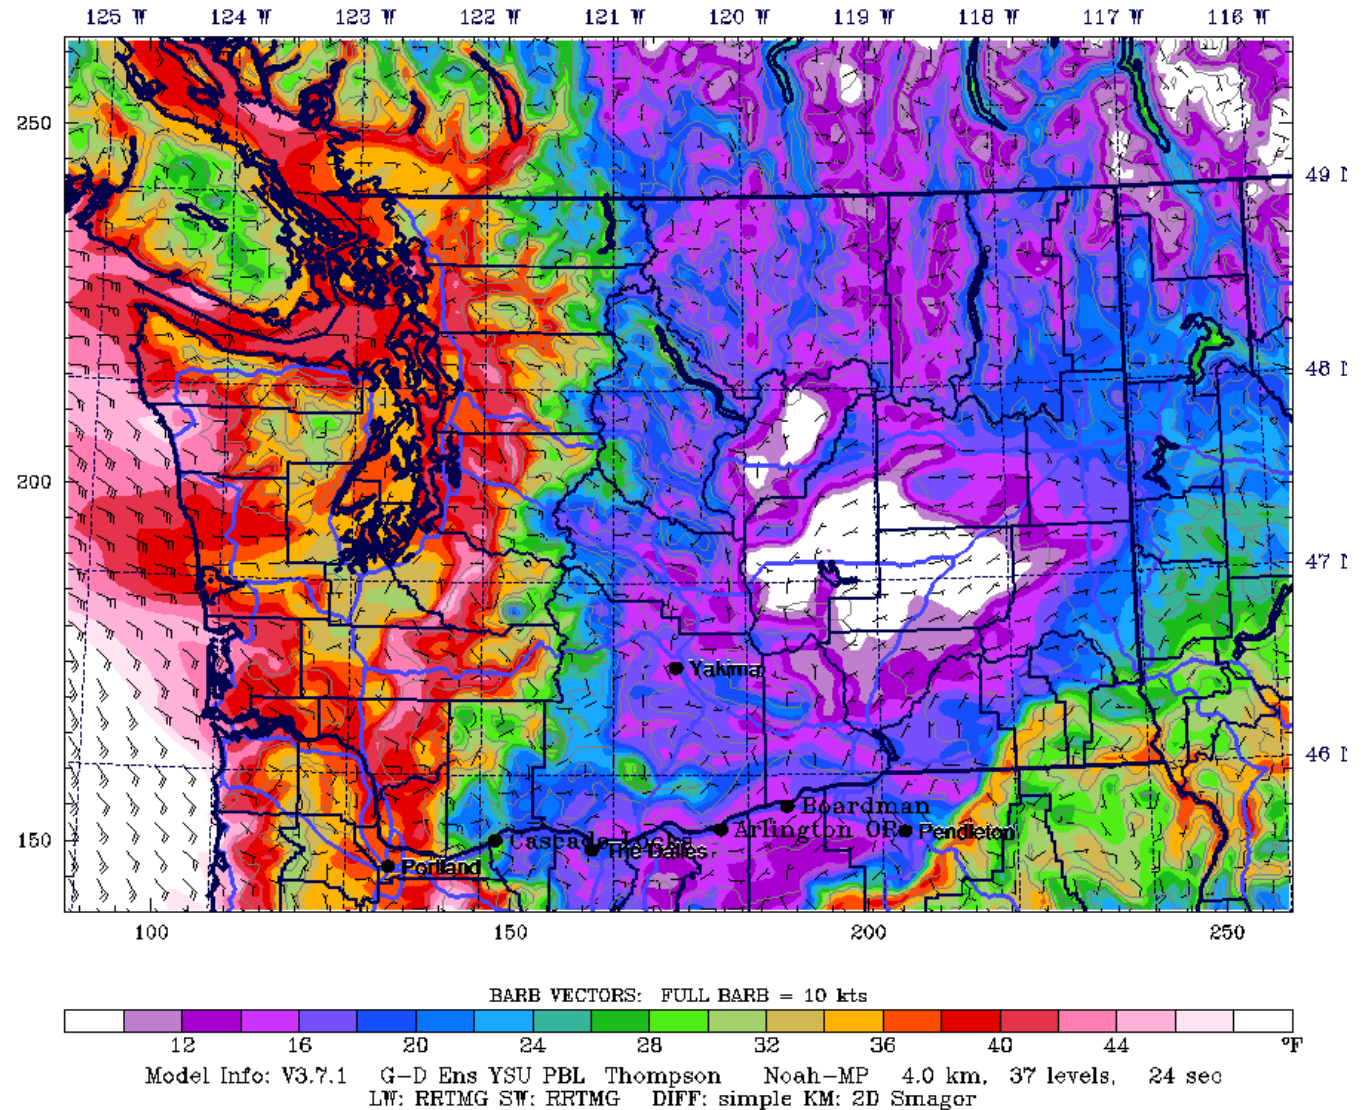 125 W 124 W 123 W 122 W 121 W 120 W 119 W 118 W 117 W 116 W
250
49 N
48 N
200
47 N
Yakima
46 N
Boardman
150 Cascade Locks The Dalles Arlington OR Pendleton
Portland
100 150 200 250
BARB VECTORS: FULL BARB = 10 kts
12 16 20 24 28 32 36 40 44 °F
Model Info: V3.7.1 G-D Ens YSU PBL Thompson Noah-MP 4.0 km, 37 levels, 24 sec
LW: RRTMG SW: RRTMG DIFF: simple KM: 2D Smagor